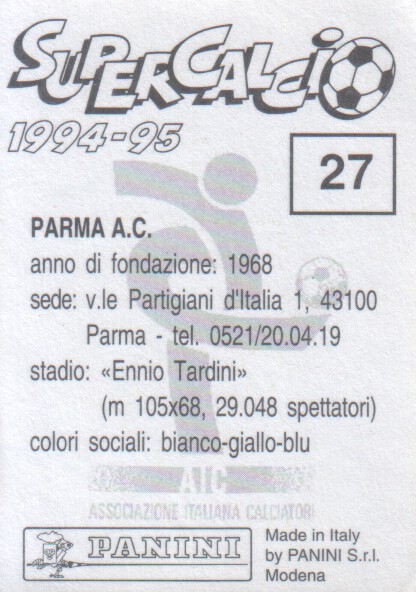 SUPERCALCIO
1994-95
27
PARMA A.C.
anno di fondazione: 1968
sede: v.le Partigiani d'Italia 1, 43100
Parma - tel. 0521/20.04.19
stadio: «Ennio Tardini»
(m 105x68, 29.048 spettatori)
colori sociali: bianco-giallo-blu
AIC
ASSOCIAZIONE ITALIANA CALCIATORI
PANINI
Made in Italy
by PANINI S.r.l.
Modena